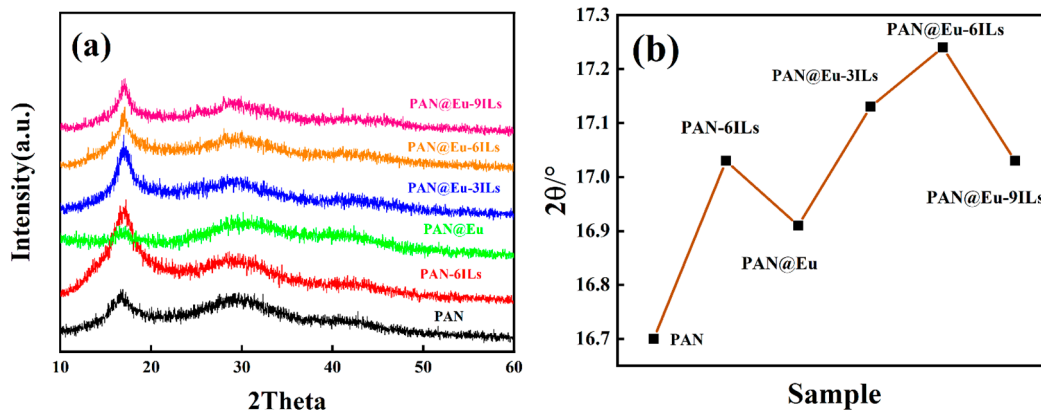 (a)
PAN@Eu-9ILs
PAN@Eu-6ILs
PAN@Eu-3ILs
PAN@Eu
PAN-6ILs
PAN
Intensity(a.u.)
10 20 30 40 50 60
2Theta
(b)
17.3
17.2
17.1
17.0
16.9
16.8
16.7
2θ/°
PAN@Eu-6ILs
PAN@Eu-3ILs
PAN-6ILs
PAN@Eu-9ILs
PAN@Eu
PAN
Sample